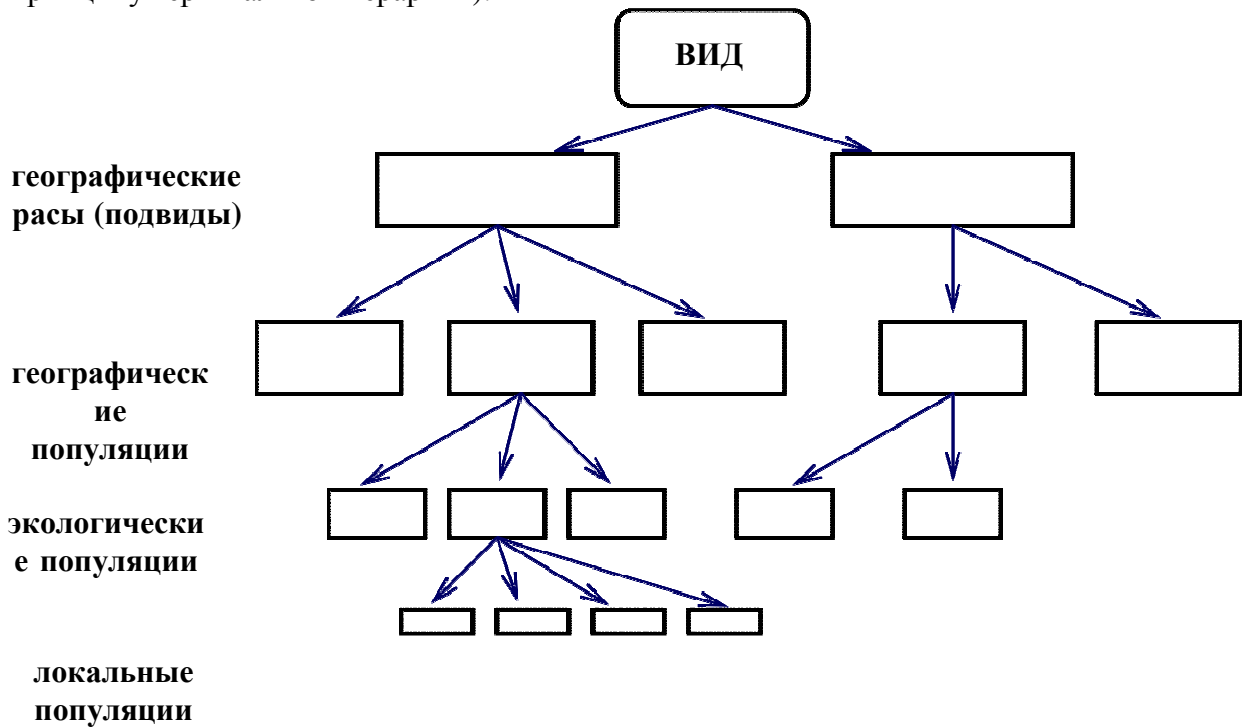 ВИД
географические
расы (подвиды)
географическ
ие
популяции
экологически
е популяции
локальные
популяции